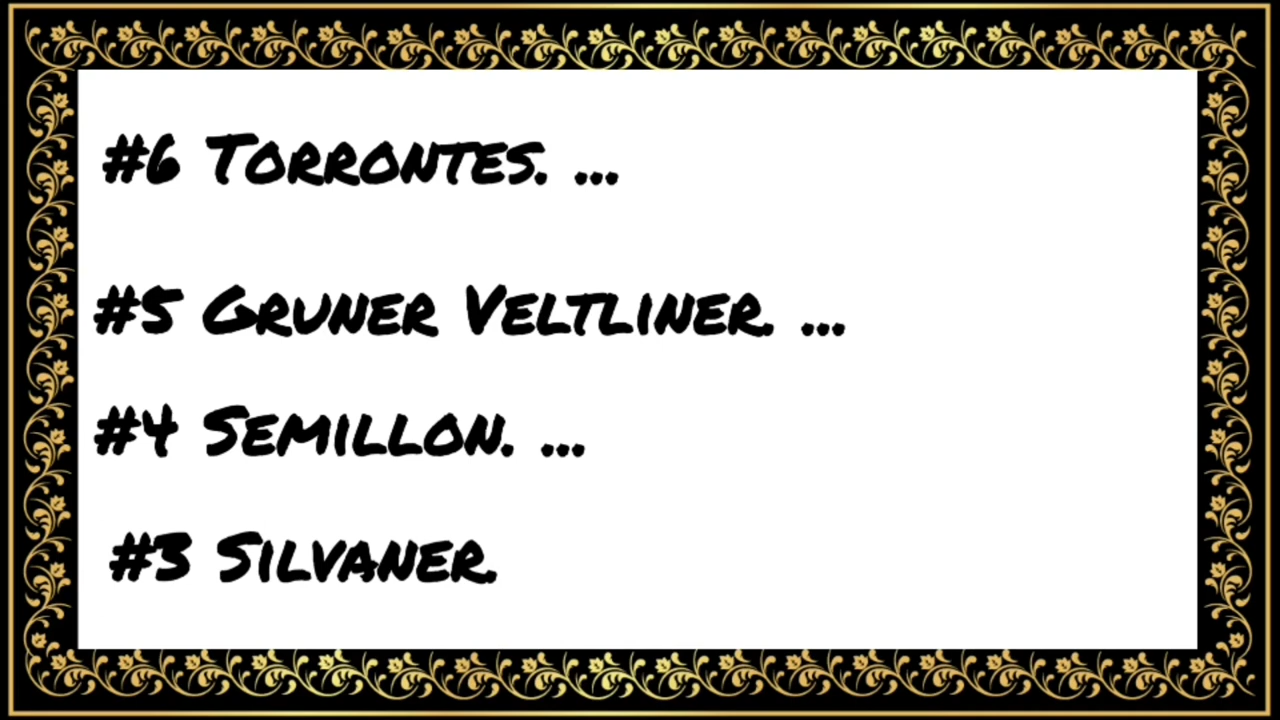 #6 Torrontes. ...
#5 Gruner Veltliner. ...
#4 Semillon. ...
#3 Silvaner.